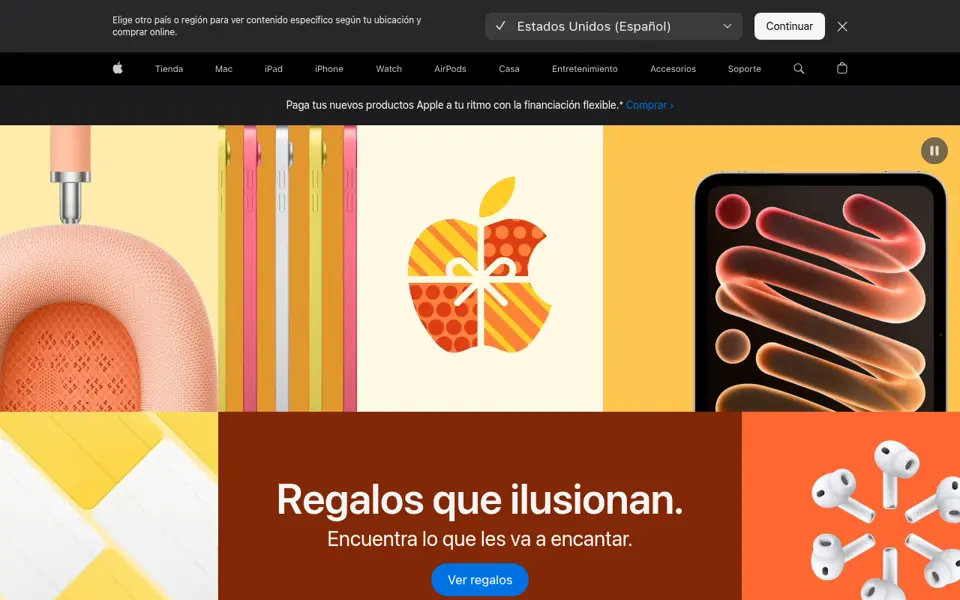 Elige otro país o región para ver contenido específico según tu ubicación y
comprar online.
Estados Unidos (Español)
Continuar
Tienda
Mac
iPad
iPhone
Watch
AirPods
Casa
Entretenimiento
Accesorios
Soporte
Paga tus nuevos productos Apple a tu ritmo con la financiación flexible.* Comprar ›
Regalos que ilusionan.
Encuentra lo que les va a encantar.
Ver regalos